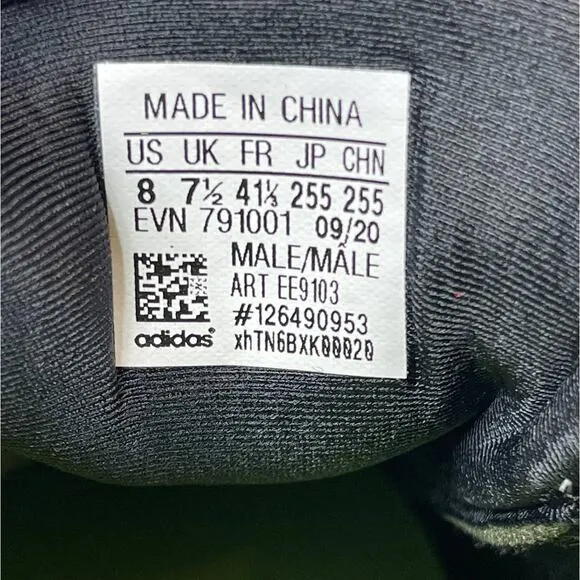 MADE IN CHINA
US UK FR JP CHN
8 7½ 41⅓ 255 255
EVN 791001 09/20
MALE/MÂLE
ART EE9103
#126490953
adidas® xhTN6BXK00020